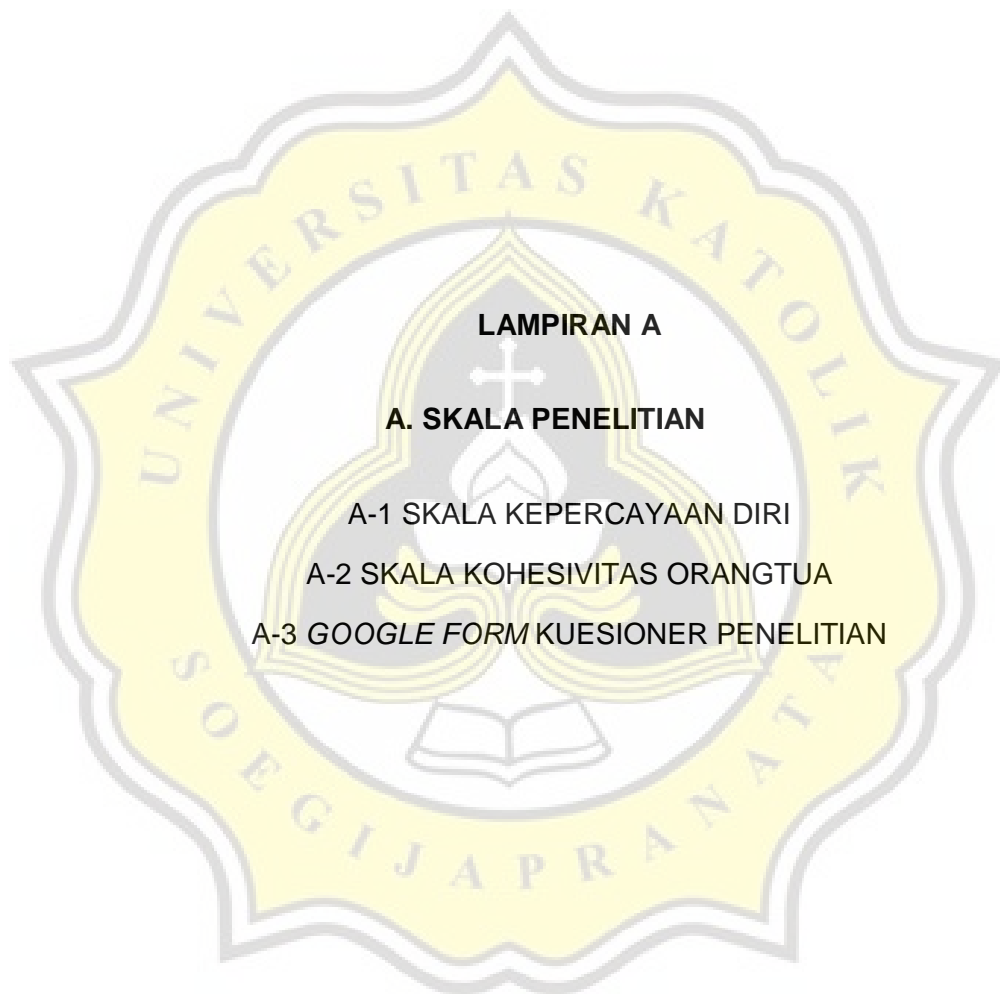 UNIVERSITAS KATOLIK
LAMPIRAN A
A. SKALA PENELITIAN
A-1 SKALA KEPERCAYAAN DIRI
A-2 SKALA KOHESIVITAS ORANGTUA
A-3 GOOGLE FORM KUESIONER PENELITIAN
SOEGIJAPRANATA